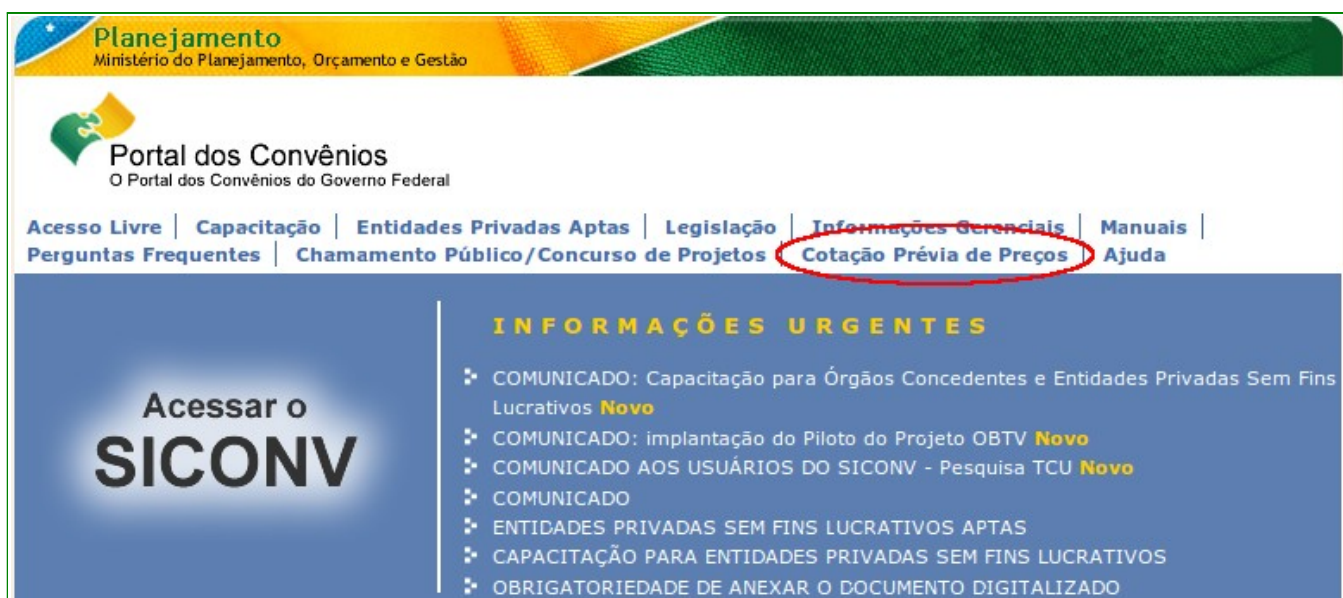 Planejamento
Ministério do Planejamento, Orçamento e Gestão
Portal dos Convênios
O Portal dos Convênios do Governo Federal
Acesso Livre | Capacitação | Entidades Privadas Aptas | Legislação | Informações Gerenciais | Manuais |
Perguntas Frequentes | Chamamento Público/Concurso de Projetos | Cotação Prévia de Preços | Ajuda
Acessar o
SICONV
INFORMAÇÕES URGENTES
COMUNICADO: Capacitação para Órgãos Concedentes e Entidades Privadas Sem Fins
Lucrativos Novo
COMUNICADO: implantação do Piloto do Projeto OBTV Novo
COMUNICADO AOS USUÁRIOS DO SICONV - Pesquisa TCU Novo
COMUNICADO
ENTIDADES PRIVADAS SEM FINS LUCRATIVOS APTAS
CAPACITAÇÃO PARA ENTIDADES PRIVADAS SEM FINS LUCRATIVOS
OBRIGATORIEDADE DE ANEXAR O DOCUMENTO DIGITALIZADO